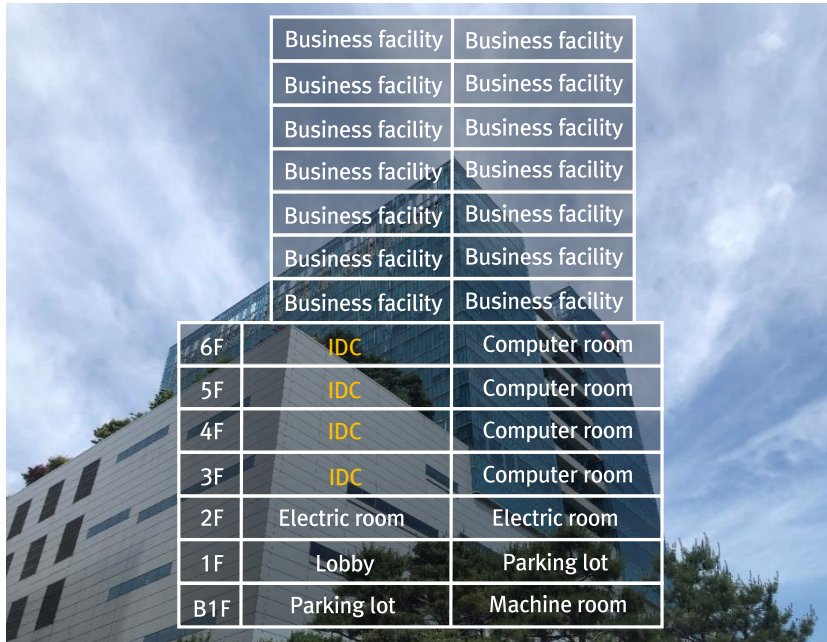 Business facility Business facility
Business facility Business facility
Business facility Business facility
Business facility Business facility
Business facility Business facility
Business facility Business facility
Business facility Business facility
6F IDC Computer room
5F IDC Computer room
4F IDC Computer room
3F IDC Computer room
2F Electric room Electric room
1F Lobby Parking lot
B1F Parking lot Machine room